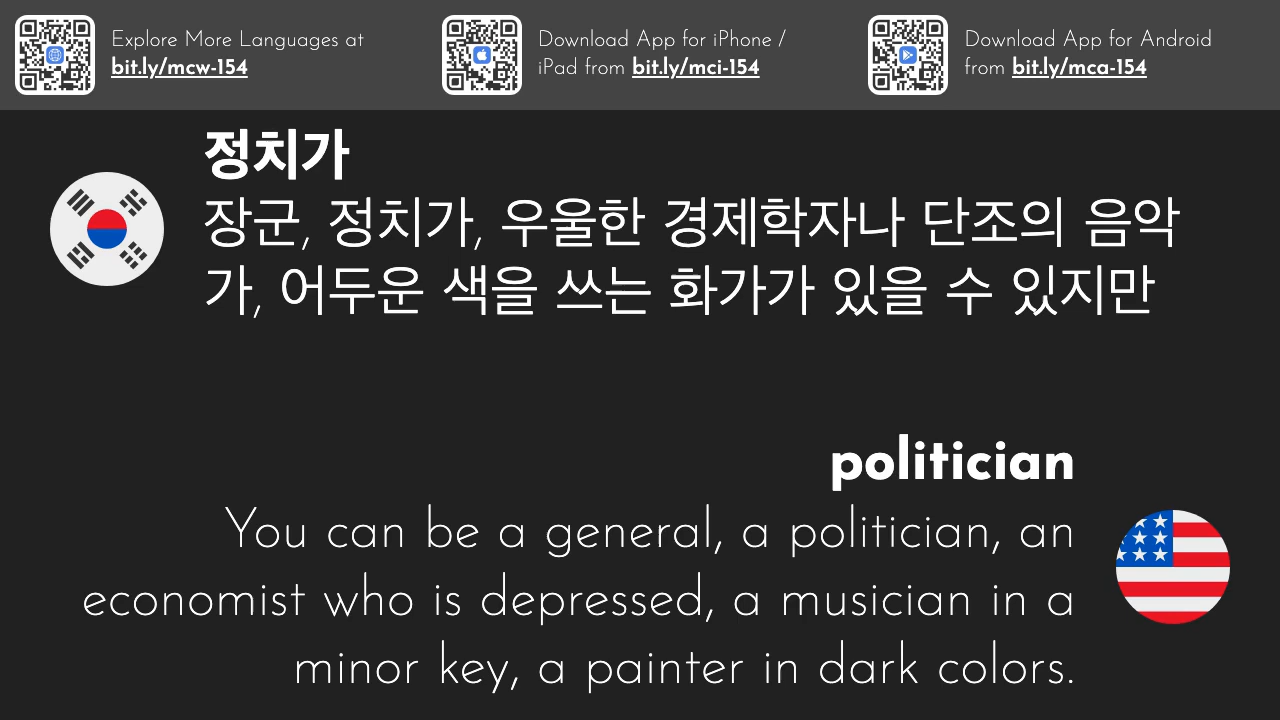 Explore More Languages at
bit.ly/mcw-154
Download App for iPhone /
iPad from bit.ly/mci-154
Download App for Android
from bit.ly/mca-154
정치가
장군, 정치가, 우울한 경제학자나 단조의 음악
가, 어두운 색을 쓰는 화가가 있을 수 있지만
politician
You can be a general, a politician, an
economist who is depressed, a musician in a
minor key, a painter in dark colors.